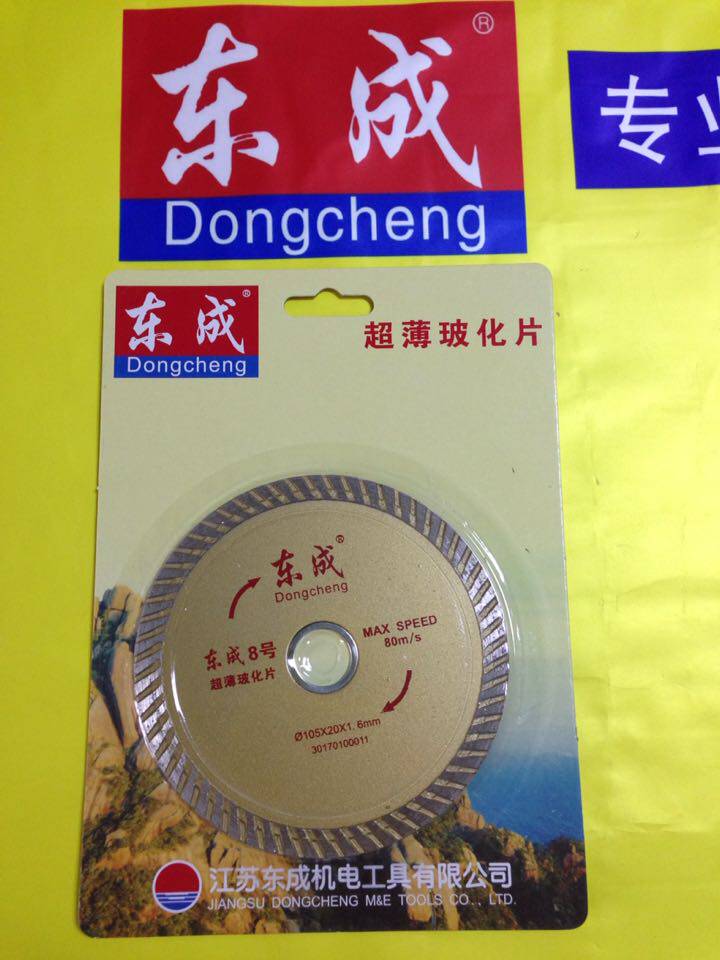 东成®
Dongcheng
专业
东成®
Dongcheng
超薄玻化片
东成®
Dongcheng
东成8号
超薄玻化片
MAX SPEED
80m/s
Ø105X20X1.6mm
30170100011
江苏东成机电工具有限公司
JIANGSU DONGCHENG M&E TOOLS CO., LTD